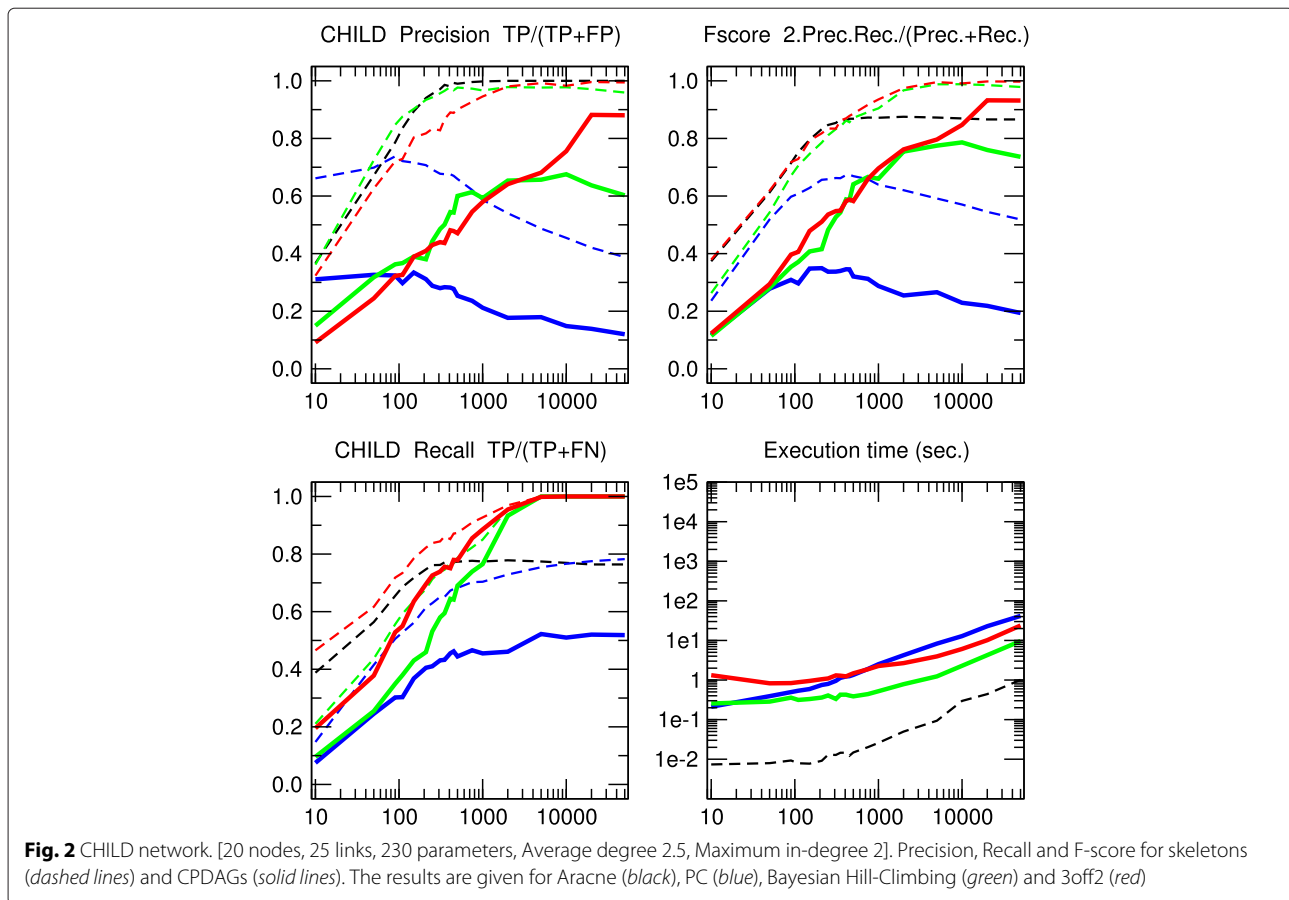 CHILD Precision TP/(TP+FP)
1.0
0.8
0.6
0.4
0.2
0.0
10 100 1000 10000
Fscore 2.Prec.Rec./(Prec.+Rec.)
1.0
0.8
0.6
0.4
0.2
0.0
10 100 1000 10000
CHILD Recall TP/(TP+FN)
1.0
0.8
0.6
0.4
0.2
0.0
10 100 1000 10000
Execution time (sec.)
1e5
1e4
1e3
1e2
1e1
1
1e-1
1e-2
10 100 1000 10000
Fig. 2 CHILD network. [20 nodes, 25 links, 230 parameters, Average degree 2.5, Maximum in-degree 2]. Precision, Recall and F-score for skeletons
(dashed lines) and CPDAGs (solid lines). The results are given for Aracne (black), PC (blue), Bayesian Hill-Climbing (green) and 3off2 (red)